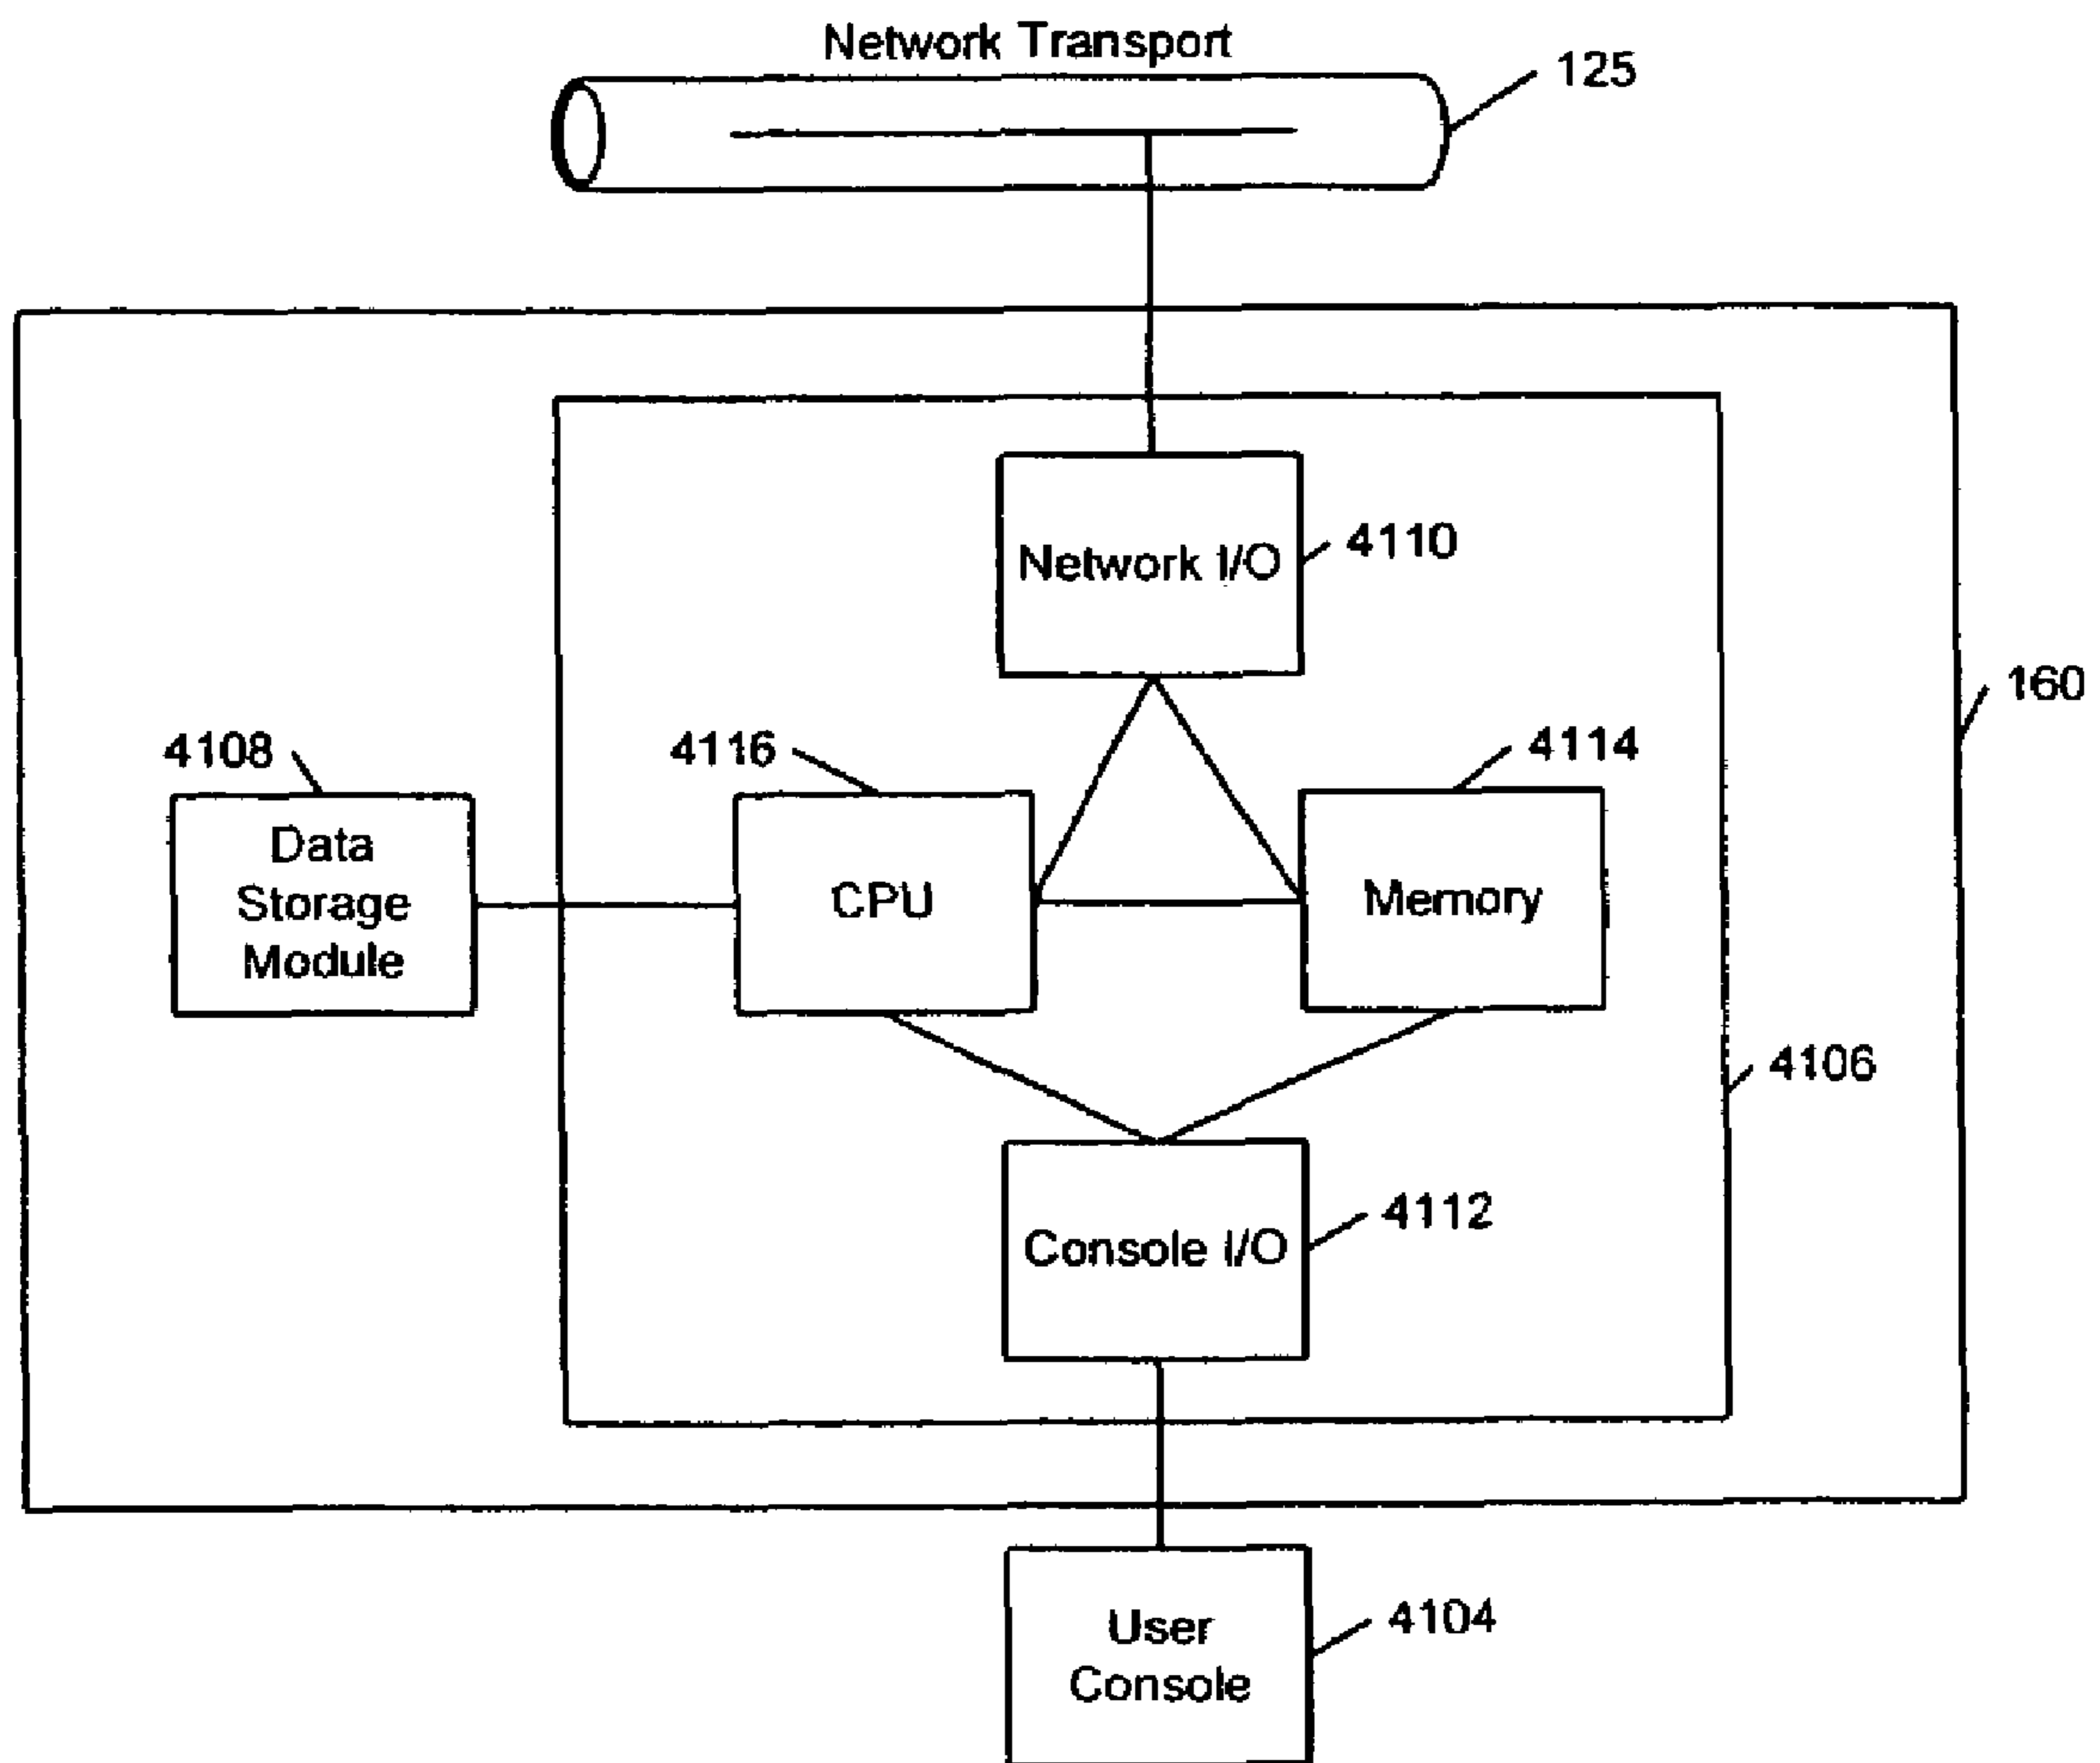 Network Transport
125
Network I/O
4110
160
4108
4116
4114
Data
Storage
Module
CPU
Memory
4106
Console I/O
4112
User
Console
4104